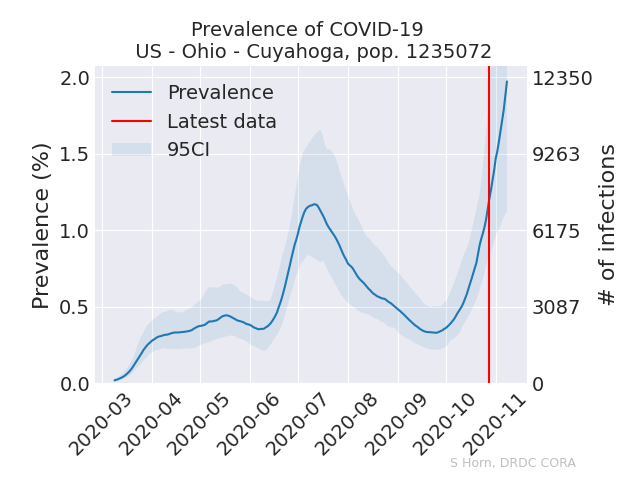 Prevalence of COVID-19
US - Ohio - Cuyahoga, pop. 1235072
Prevalence (%)
2.0
1.5
1.0
0.5
0.0
Prevalence
Latest data
95CI
12350
9263
6175
3087
0
# of infections
2020-03
2020-04
2020-05
2020-06
2020-07
2020-08
2020-09
2020-10
2020-11
S Horn, DRDC CORA